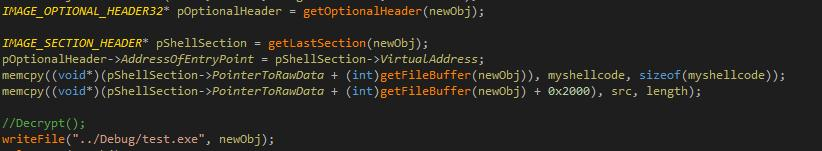 IMAGE_OPTIONAL_HEADER32* pOptionalHeader = getOptionalHeader(newObj);
IMAGE_SECTION_HEADER* pShellSection = getLastSection(newObj);
pOptionalHeader->AddressOfEntryPoint = pShellSection->VirtualAddress;
memcpy((void*)(pShellSection->PointerToRawData + (int)getFileBuffer(newObj)), myshellcode, sizeof(myshellcode));
memcpy((void*)(pShellSection->PointerToRawData + (int)getFileBuffer(newObj) + 0x2000), src, length);
//Decrypt();
writeFile("../Debug/test.exe", newObj);